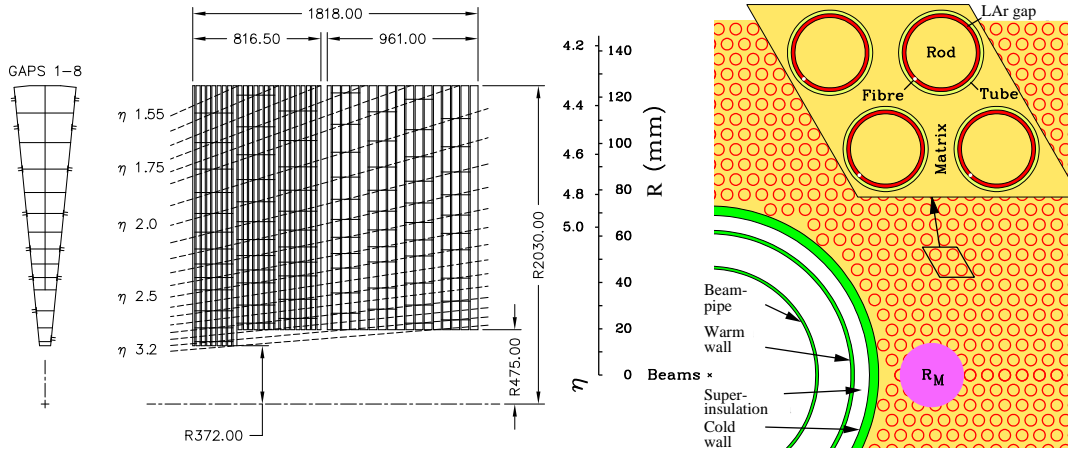 1818.00
816.50
961.00
GAPS 1-8
η 1.55
η 1.75
η 2.0
η 2.5
η 3.2
R2030.00
R475.00
R372.00
4.2
4.4
4.6
4.8
5.0
η
140
120
100
80
60
40
20
0
R (mm)
LAr gap
Rod
Fibre
Tube
Matrix
Beam-
pipe
Warm
wall
Beams
Super-
insulation
Cold
wall
RM